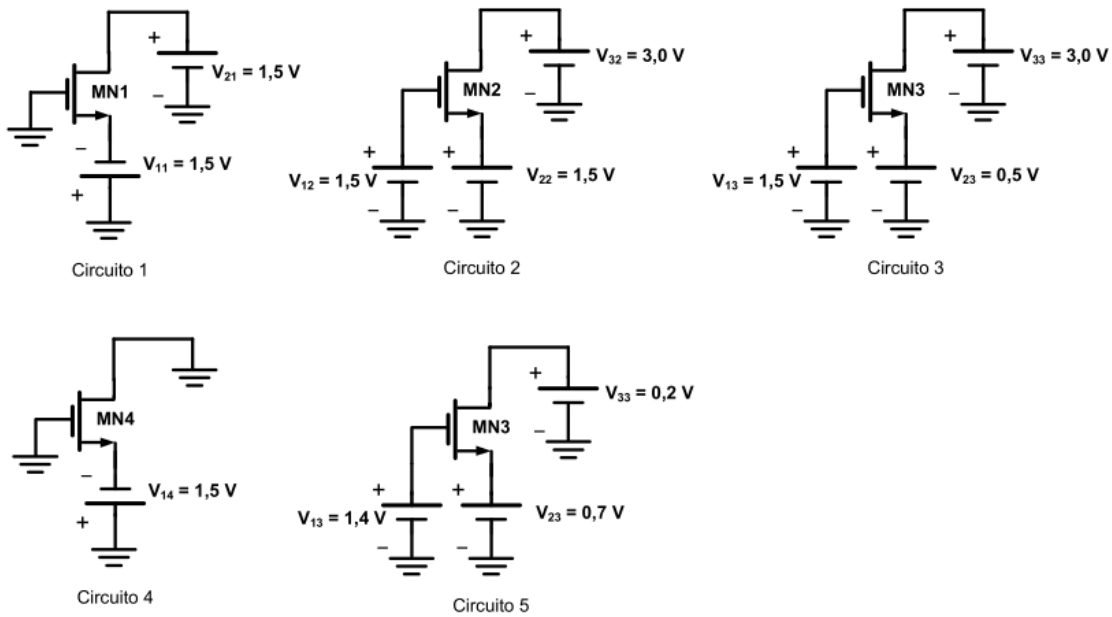 +
V₂₁ = 1,5 V
−
MN1
−
V₁₁ = 1,5 V
+
Circuito 1
+
V₃₂ = 3,0 V
−
MN2
+
V₁₂ = 1,5 V
−
+
V₂₂ = 1,5 V
−
Circuito 2
+
V₃₃ = 3,0 V
−
MN3
+
V₁₃ = 1,5 V
−
+
V₂₃ = 0,5 V
−
Circuito 3
MN4
−
V₁₄ = 1,5 V
+
Circuito 4
+
V₃₃ = 0,2 V
−
MN3
+
V₁₃ = 1,4 V
−
+
V₂₃ = 0,7 V
−
Circuito 5